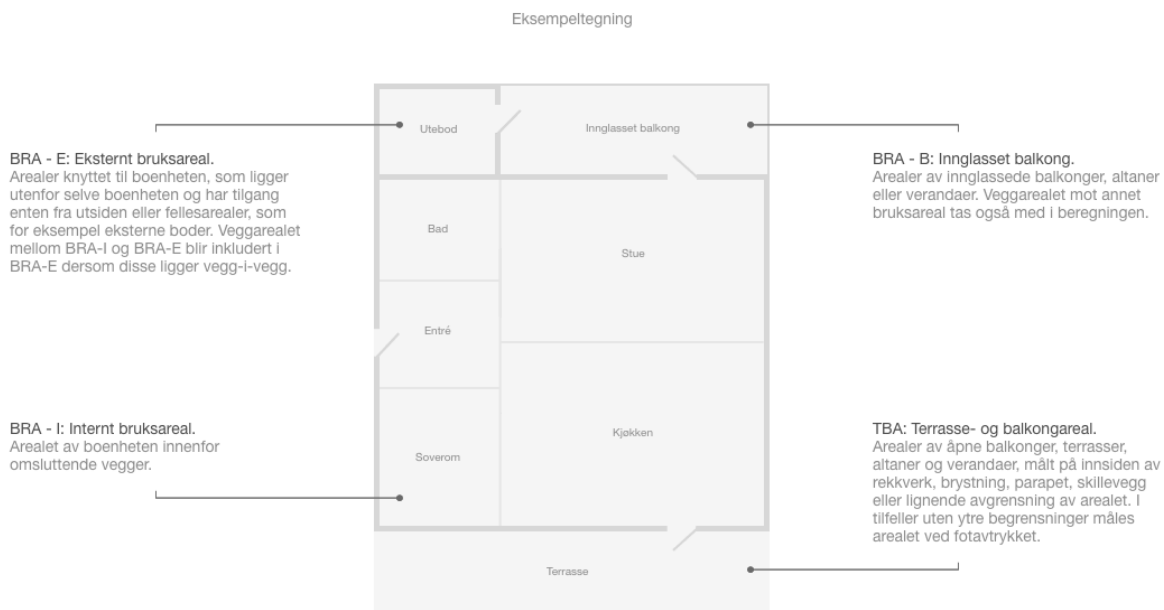 Eksempeltegning
Utebod
Innglasset balkong
BRA - E: Eksternt bruksareal.
Arealer knyttet til boenheten, som ligger
utenfor selve boenheten og har tilgang
enten fra utsiden eller fellesarealer, som
for eksempel eksterne boder. Veggarealet
mellom BRA-I og BRA-E blir inkludert i
BRA-E dersom disse ligger vegg-i-vegg.
BRA - B: Innglasset balkong.
Arealer av innglassede balkonger, altaner
eller verandaer. Veggarealet mot annet
bruksareal tas også med i beregningen.
Bad
Stue
Entré
Kjøkken
Soverom
BRA - I: Internt bruksareal.
Arealet av boenheten innenfor
omsluttende vegger.
TBA: Terrasse- og balkongareal.
Arealer av åpne balkonger, terrasser,
altaner og verandaer, målt på innsiden av
rekkverk, brystning, parapet, skillevegg
eller lignende avgrensning av arealet. I
tilfeller uten ytre begrensninger måles
arealet ved fotavtrykket.
Terrasse